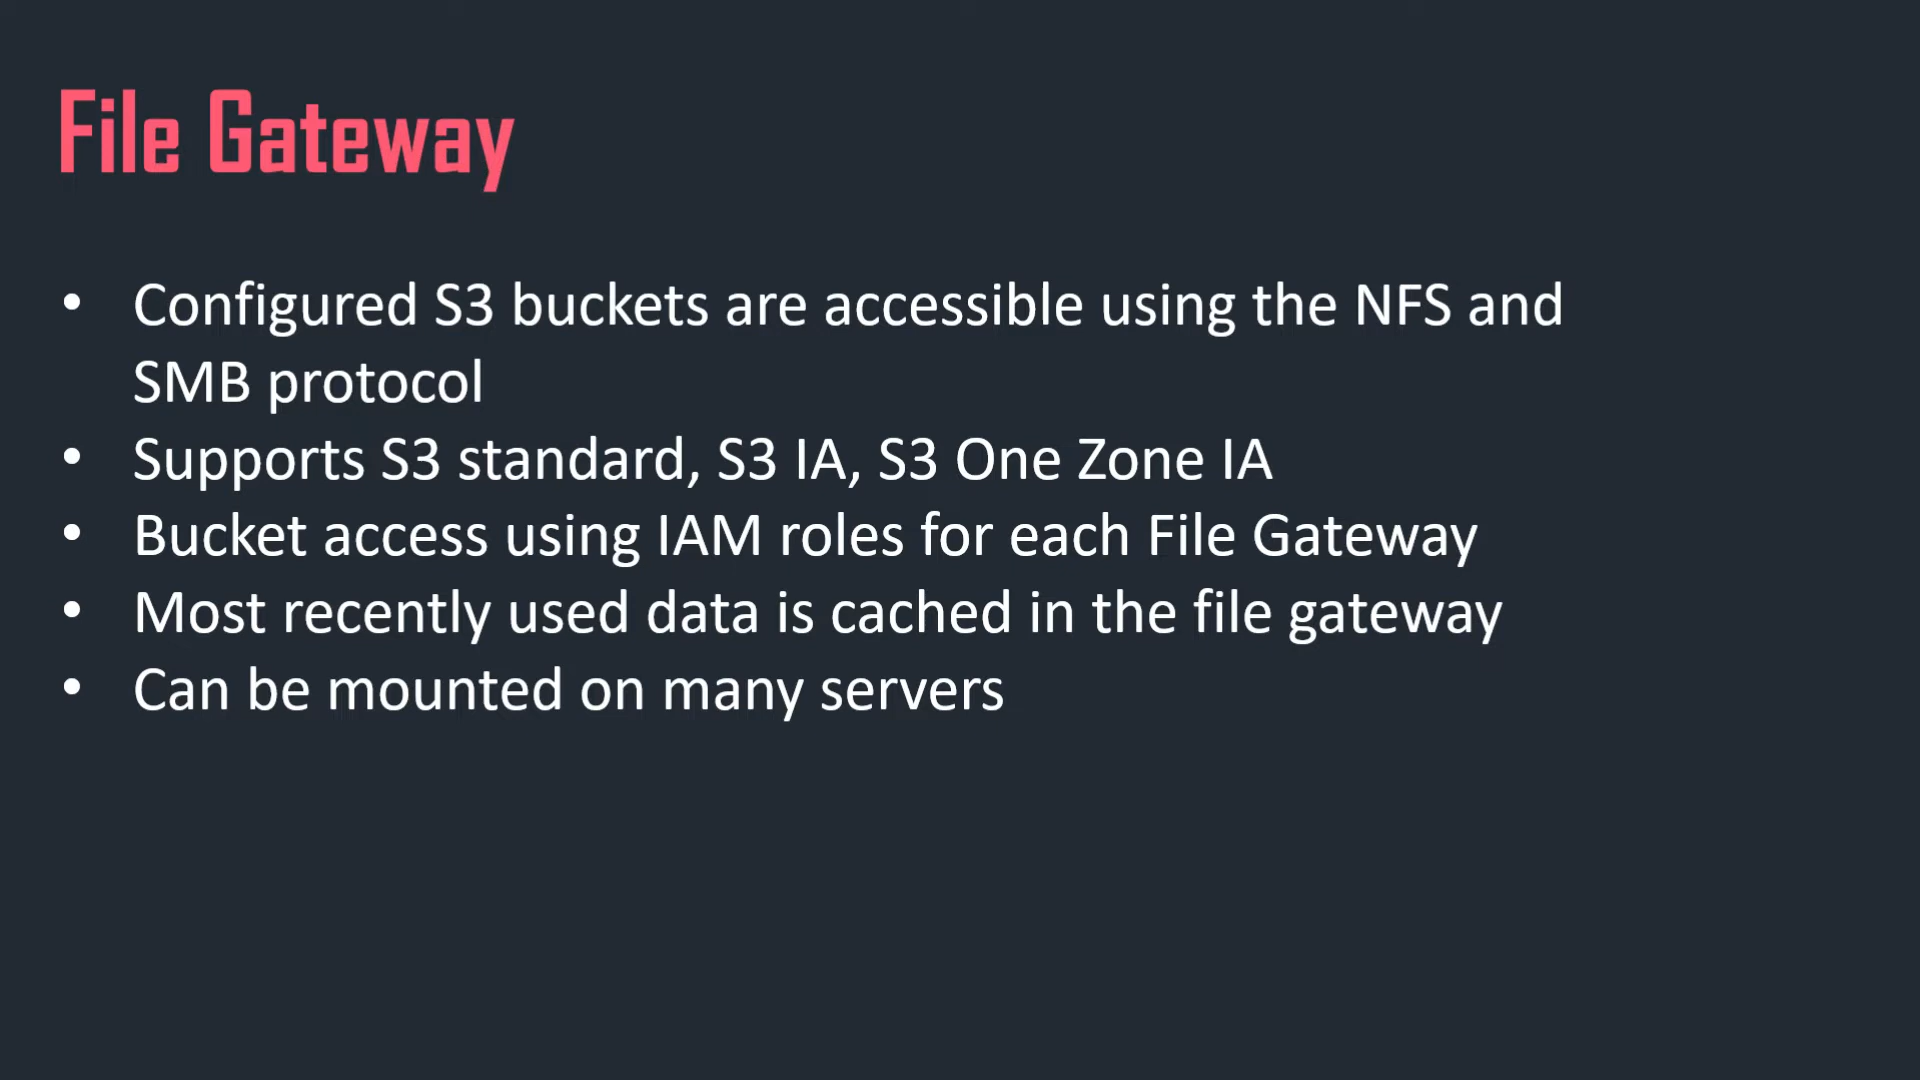 File Gateway
• Configured S3 buckets are accessible using the NFS and
SMB protocol
• Supports S3 standard, S3 IA, S3 One Zone IA
• Bucket access using IAM roles for each File Gateway
• Most recently used data is cached in the file gateway
• Can be mounted on many servers